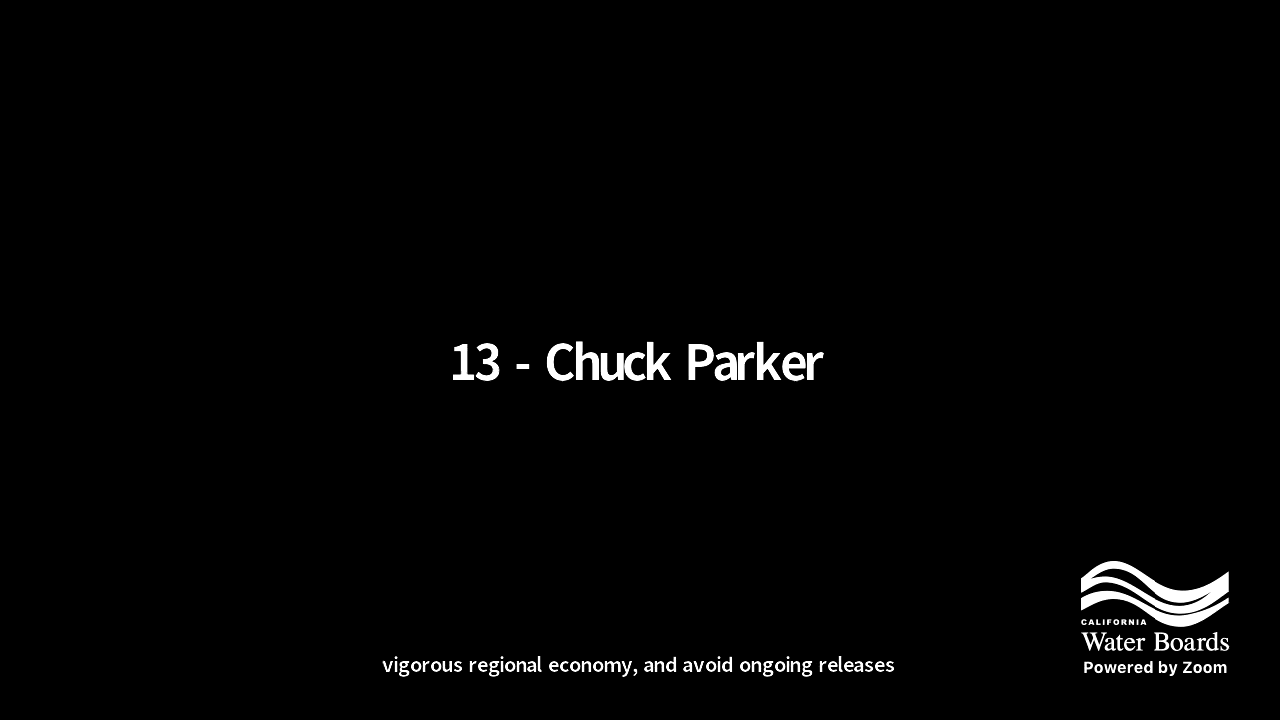 13 - Chuck Parker
CALIFORNIA
Water Boards
vigorous regional economy, and avoid ongoing releases
Powered by Zoom